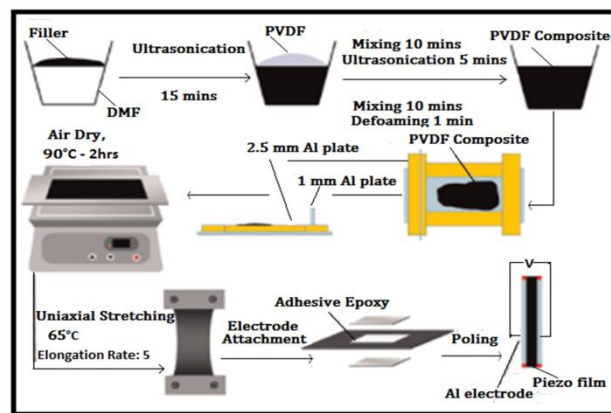 Filler
Ultrasonication
15 mins
DMF
PVDF
Mixing 10 mins
Ultrasonication 5 mins
PVDF Composite
Mixing 10 mins
Defoaming 1 min
PVDF Composite
2.5 mm Al plate
1 mm Al plate
Air Dry,
90°C - 2hrs
Uniaxial Stretching
65°C
Elongation Rate: 5
Electrode
Attachment
Adhesive Epoxy
Poling
V
Al electrode
Piezo film